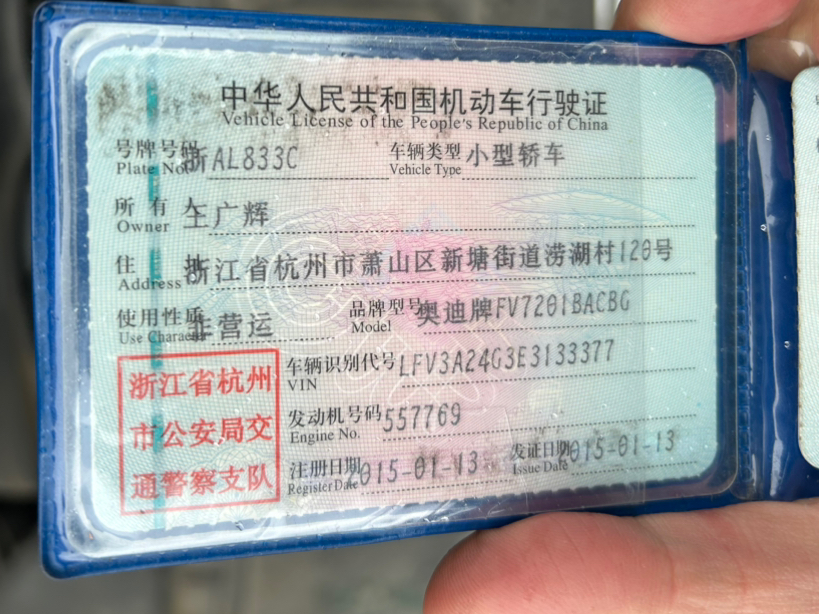 中华人民共和国机动车行驶证
Vehicle License of the People's Republic of China
号牌号码 浙AL833C 车辆类型 小型轿车
Plate No. Vehicle Type
所有人 王广辉
Owner
住址 浙江省杭州市萧山区新塘街道涝湖村120号
Address
使用性质 非营运 品牌型号 奥迪牌FV7201BACBG
Use Character Model
浙江省杭州
市公安局交
通警察支队
车辆识别代号 LFV3A24G3E3133377
VIN
发动机号码 557769
Engine No.
注册日期 2015-01-13 发证日期 2015-01-13
Register Date Issue Date